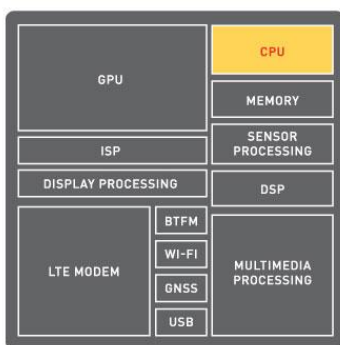 GPU
CPU
MEMORY
ISP
SENSOR
PROCESSING
DISPLAY PROCESSING
DSP
LTE MODEM
BTFM
WI-FI
GNSS
USB
MULTIMEDIA
PROCESSING